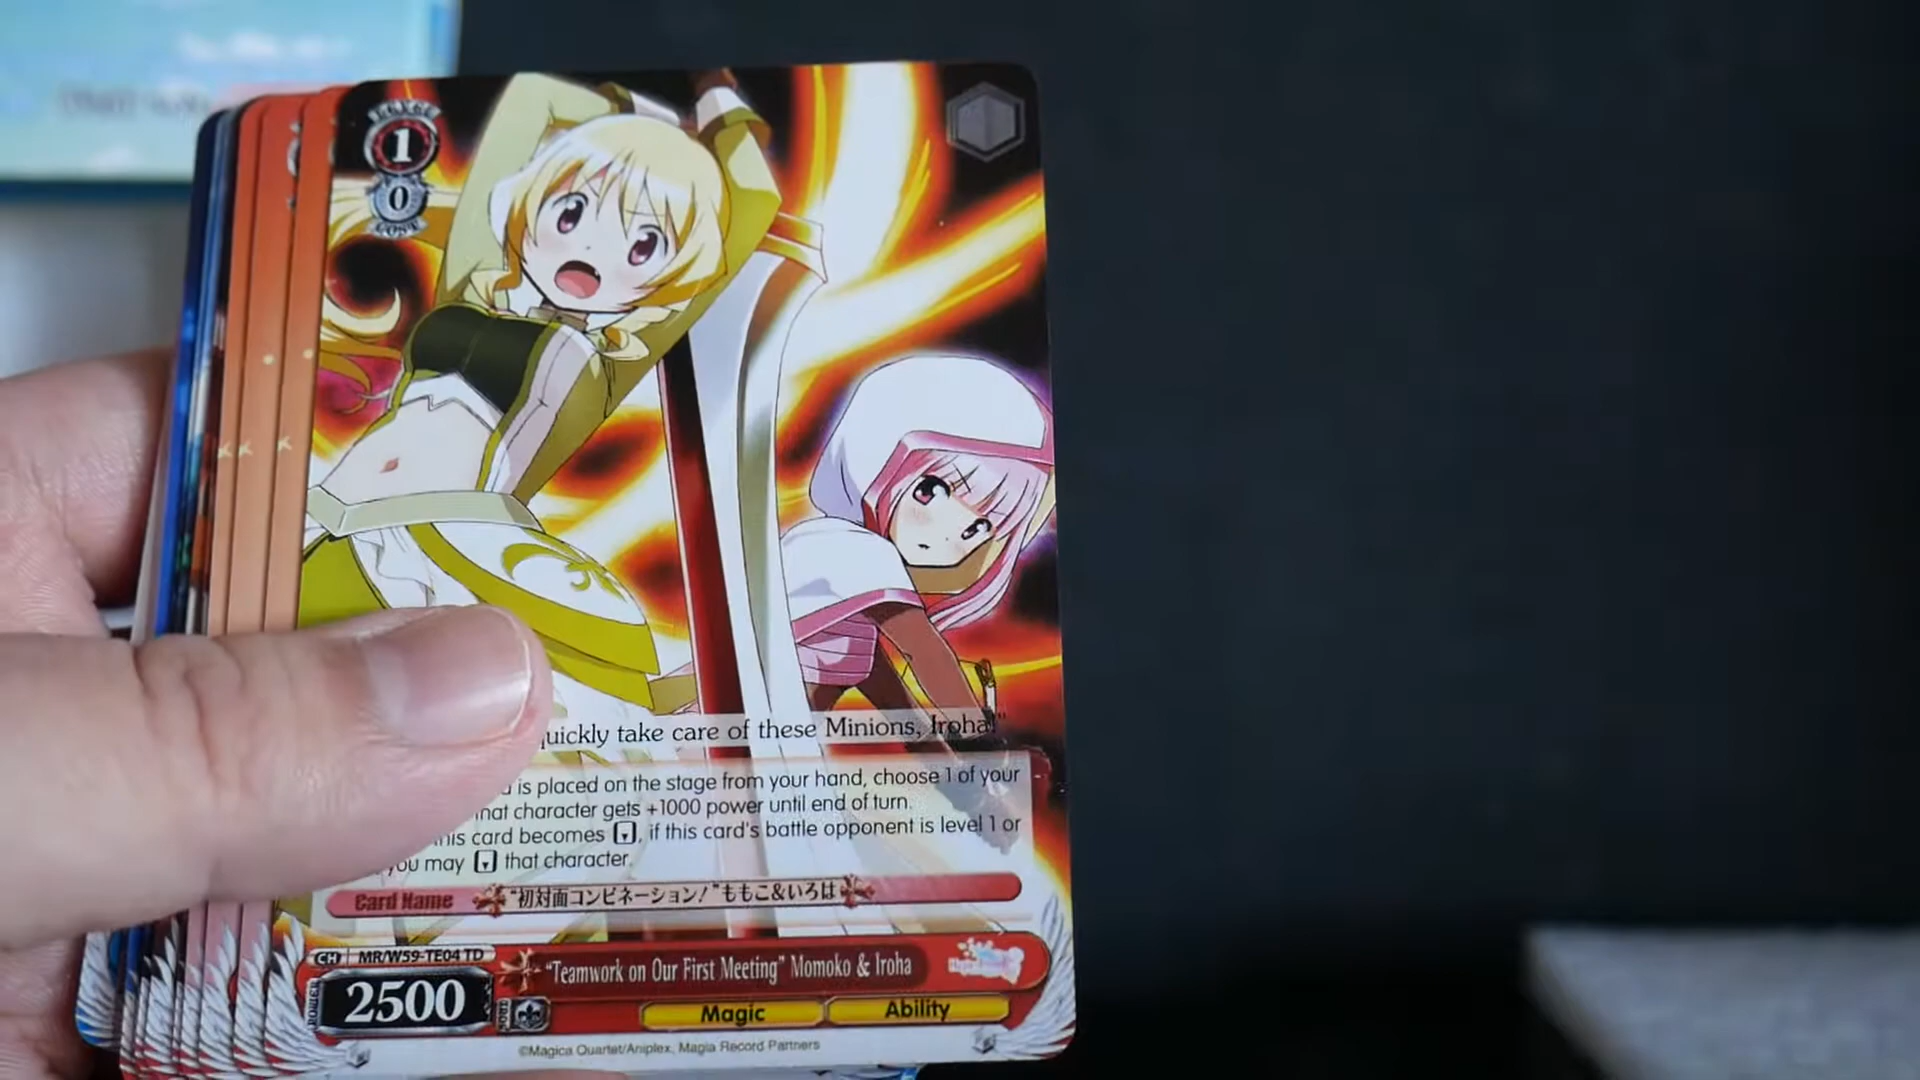 LEVEL
1
0
COST
quickly take care of these Minions, Iroha!"
is placed on the stage from your hand, choose 1 of your
that character gets +1000 power until end of turn.
this card becomes , if this card's battle opponent is level 1 or
you may that character.
Card Name "初対面コンビネーション!"ももこ&いろは
CH MR/W59-TE04 TD
"Teamwork on Our First Meeting" Momoko & Iroha
POWER 2500
Magic Ability
©Magica Quartet/Aniplex, Magia Record Partners